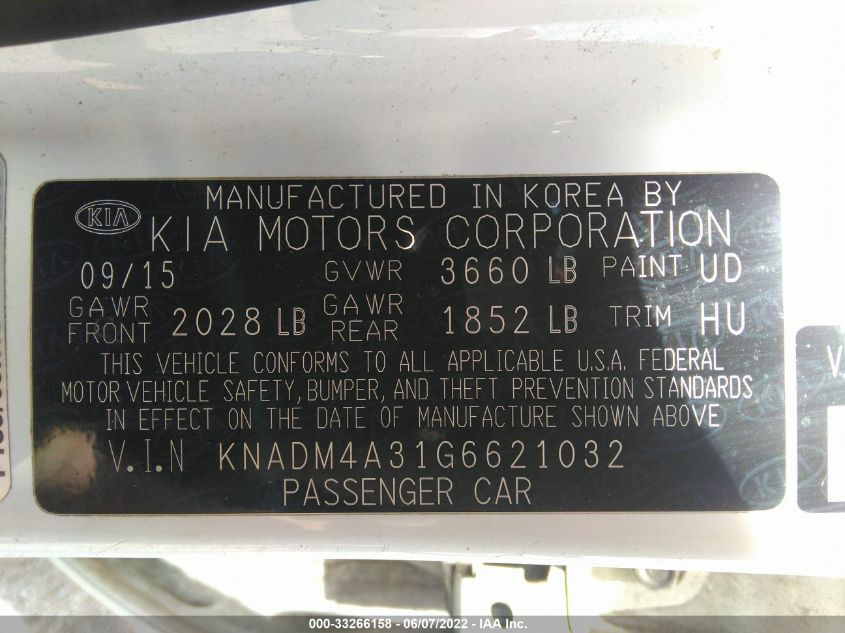 MANUFACTURED IN KOREA BY
KIA KIA MOTORS CORPORATION
09/15 GVWR 3660 LB PAINT UD
GAWR FRONT 2028 LB GAWR REAR 1852 LB TRIM HU
THIS VEHICLE CONFORMS TO ALL APPLICABLE U.S.A. FEDERAL
MOTOR VEHICLE SAFETY, BUMPER, AND THEFT PREVENTION STANDARDS
IN EFFECT ON THE DATE OF MANUFACTURE SHOWN ABOVE
V.I.N KNADM4A31G6621032
PASSENGER CAR
000-33266158 - 06/07/2022 - IAA Inc.